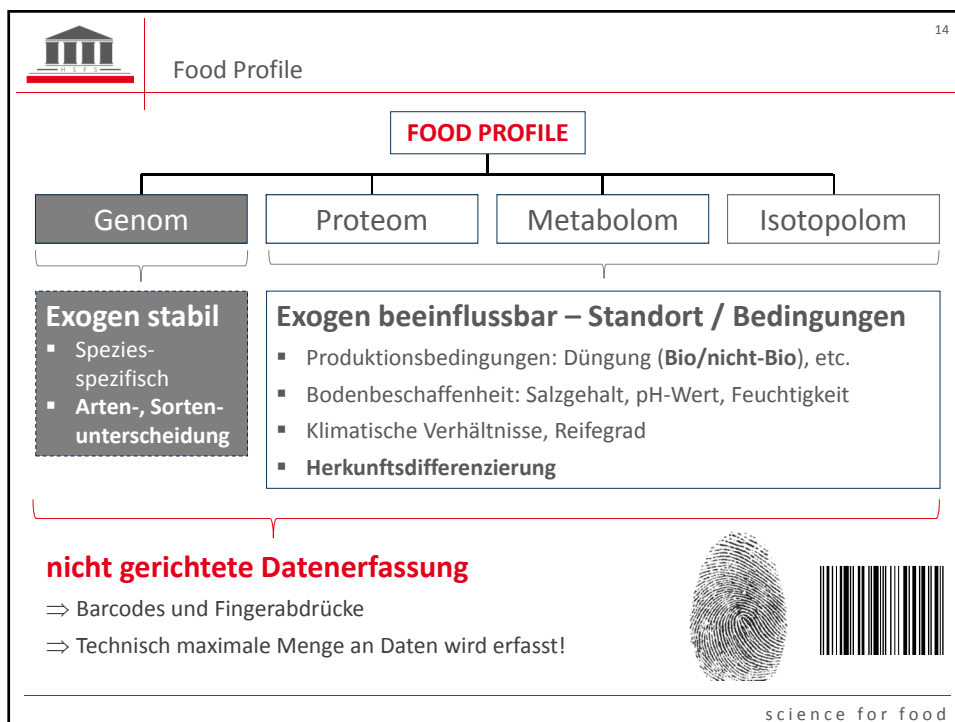 14
HSFS
Food Profile
FOOD PROFILE
Genom
Proteom
Metabolom
Isotopolom
Exogen stabil
▪ Spezies-
spezifisch
▪ Arten-, Sorten-
unterscheidung
Exogen beeinflussbar – Standort / Bedingungen
▪ Produktionsbedingungen: Düngung (Bio/nicht-Bio), etc.
▪ Bodenbeschaffenheit: Salzgehalt, pH-Wert, Feuchtigkeit
▪ Klimatische Verhältnisse, Reifegrad
▪ Herkunftsdifferenzierung
nicht gerichtete Datenerfassung
⇒ Barcodes und Fingerabdrücke
⇒ Technisch maximale Menge an Daten wird erfasst!
science for food